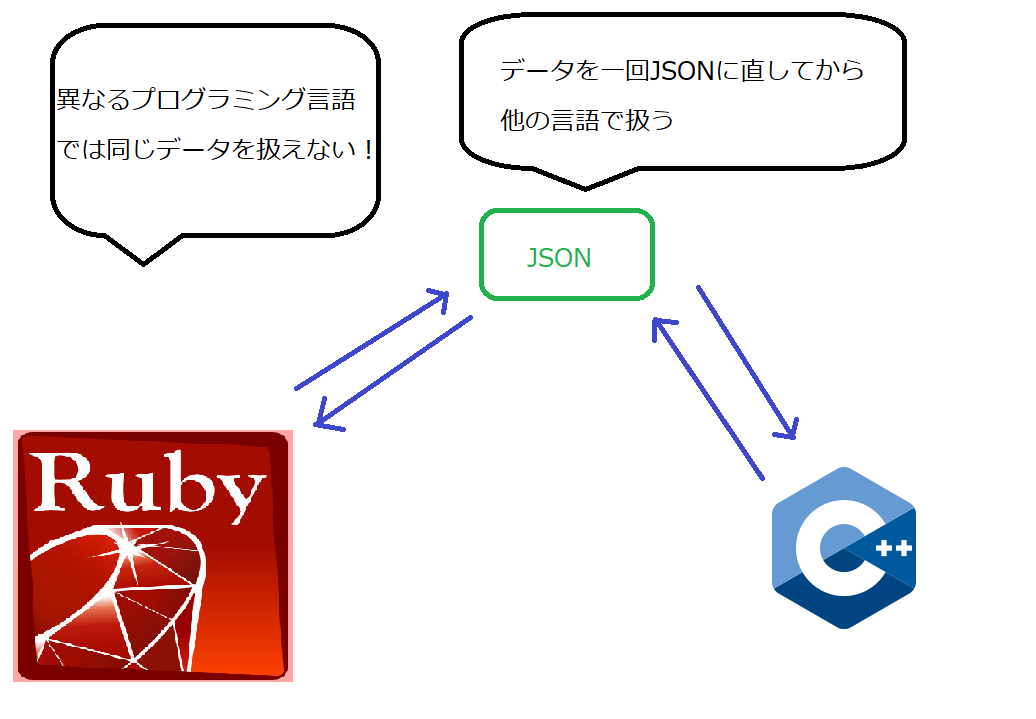 異なるプログラミング言語
では同じデータを扱えない！
データを一回JSONに直してから
他の言語で扱う
JSON
Ruby
C++